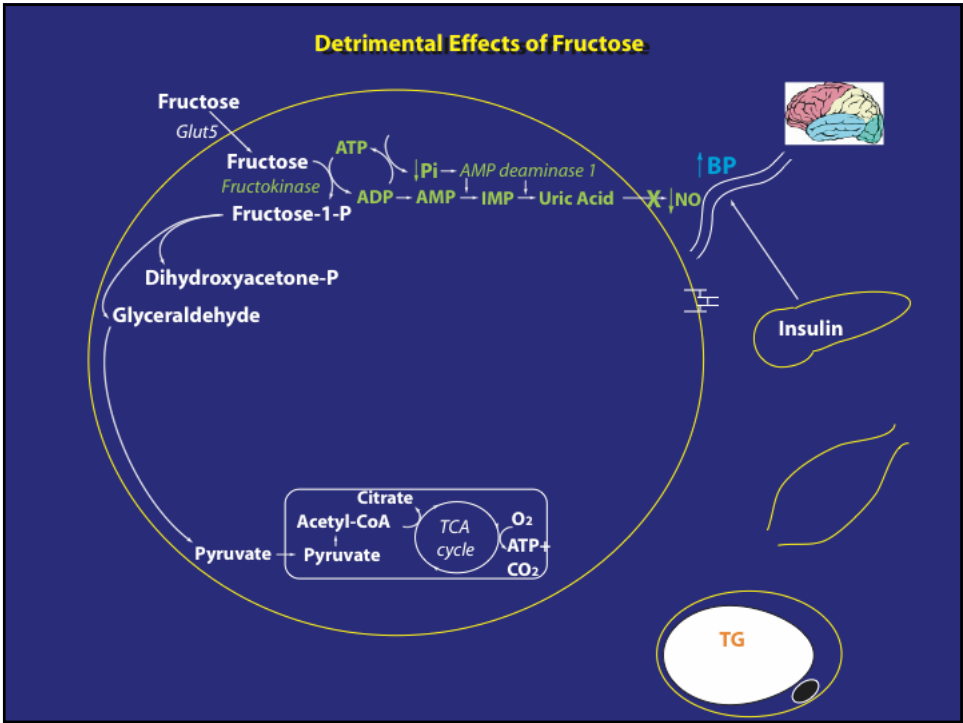 Detrimental Effects of Fructose
Fructose
Glut5
Fructose
Fructokinase
ATP
↓Pi
AMP deaminase 1
ADP
AMP
IMP
Uric Acid
X
↓NO
↑BP
Fructose-1-P
Dihydroxyacetone-P
Glyceraldehyde
Insulin
Citrate
Acetyl-CoA
TCA
cycle
O2
ATP+
CO2
Pyruvate
Pyruvate
TG